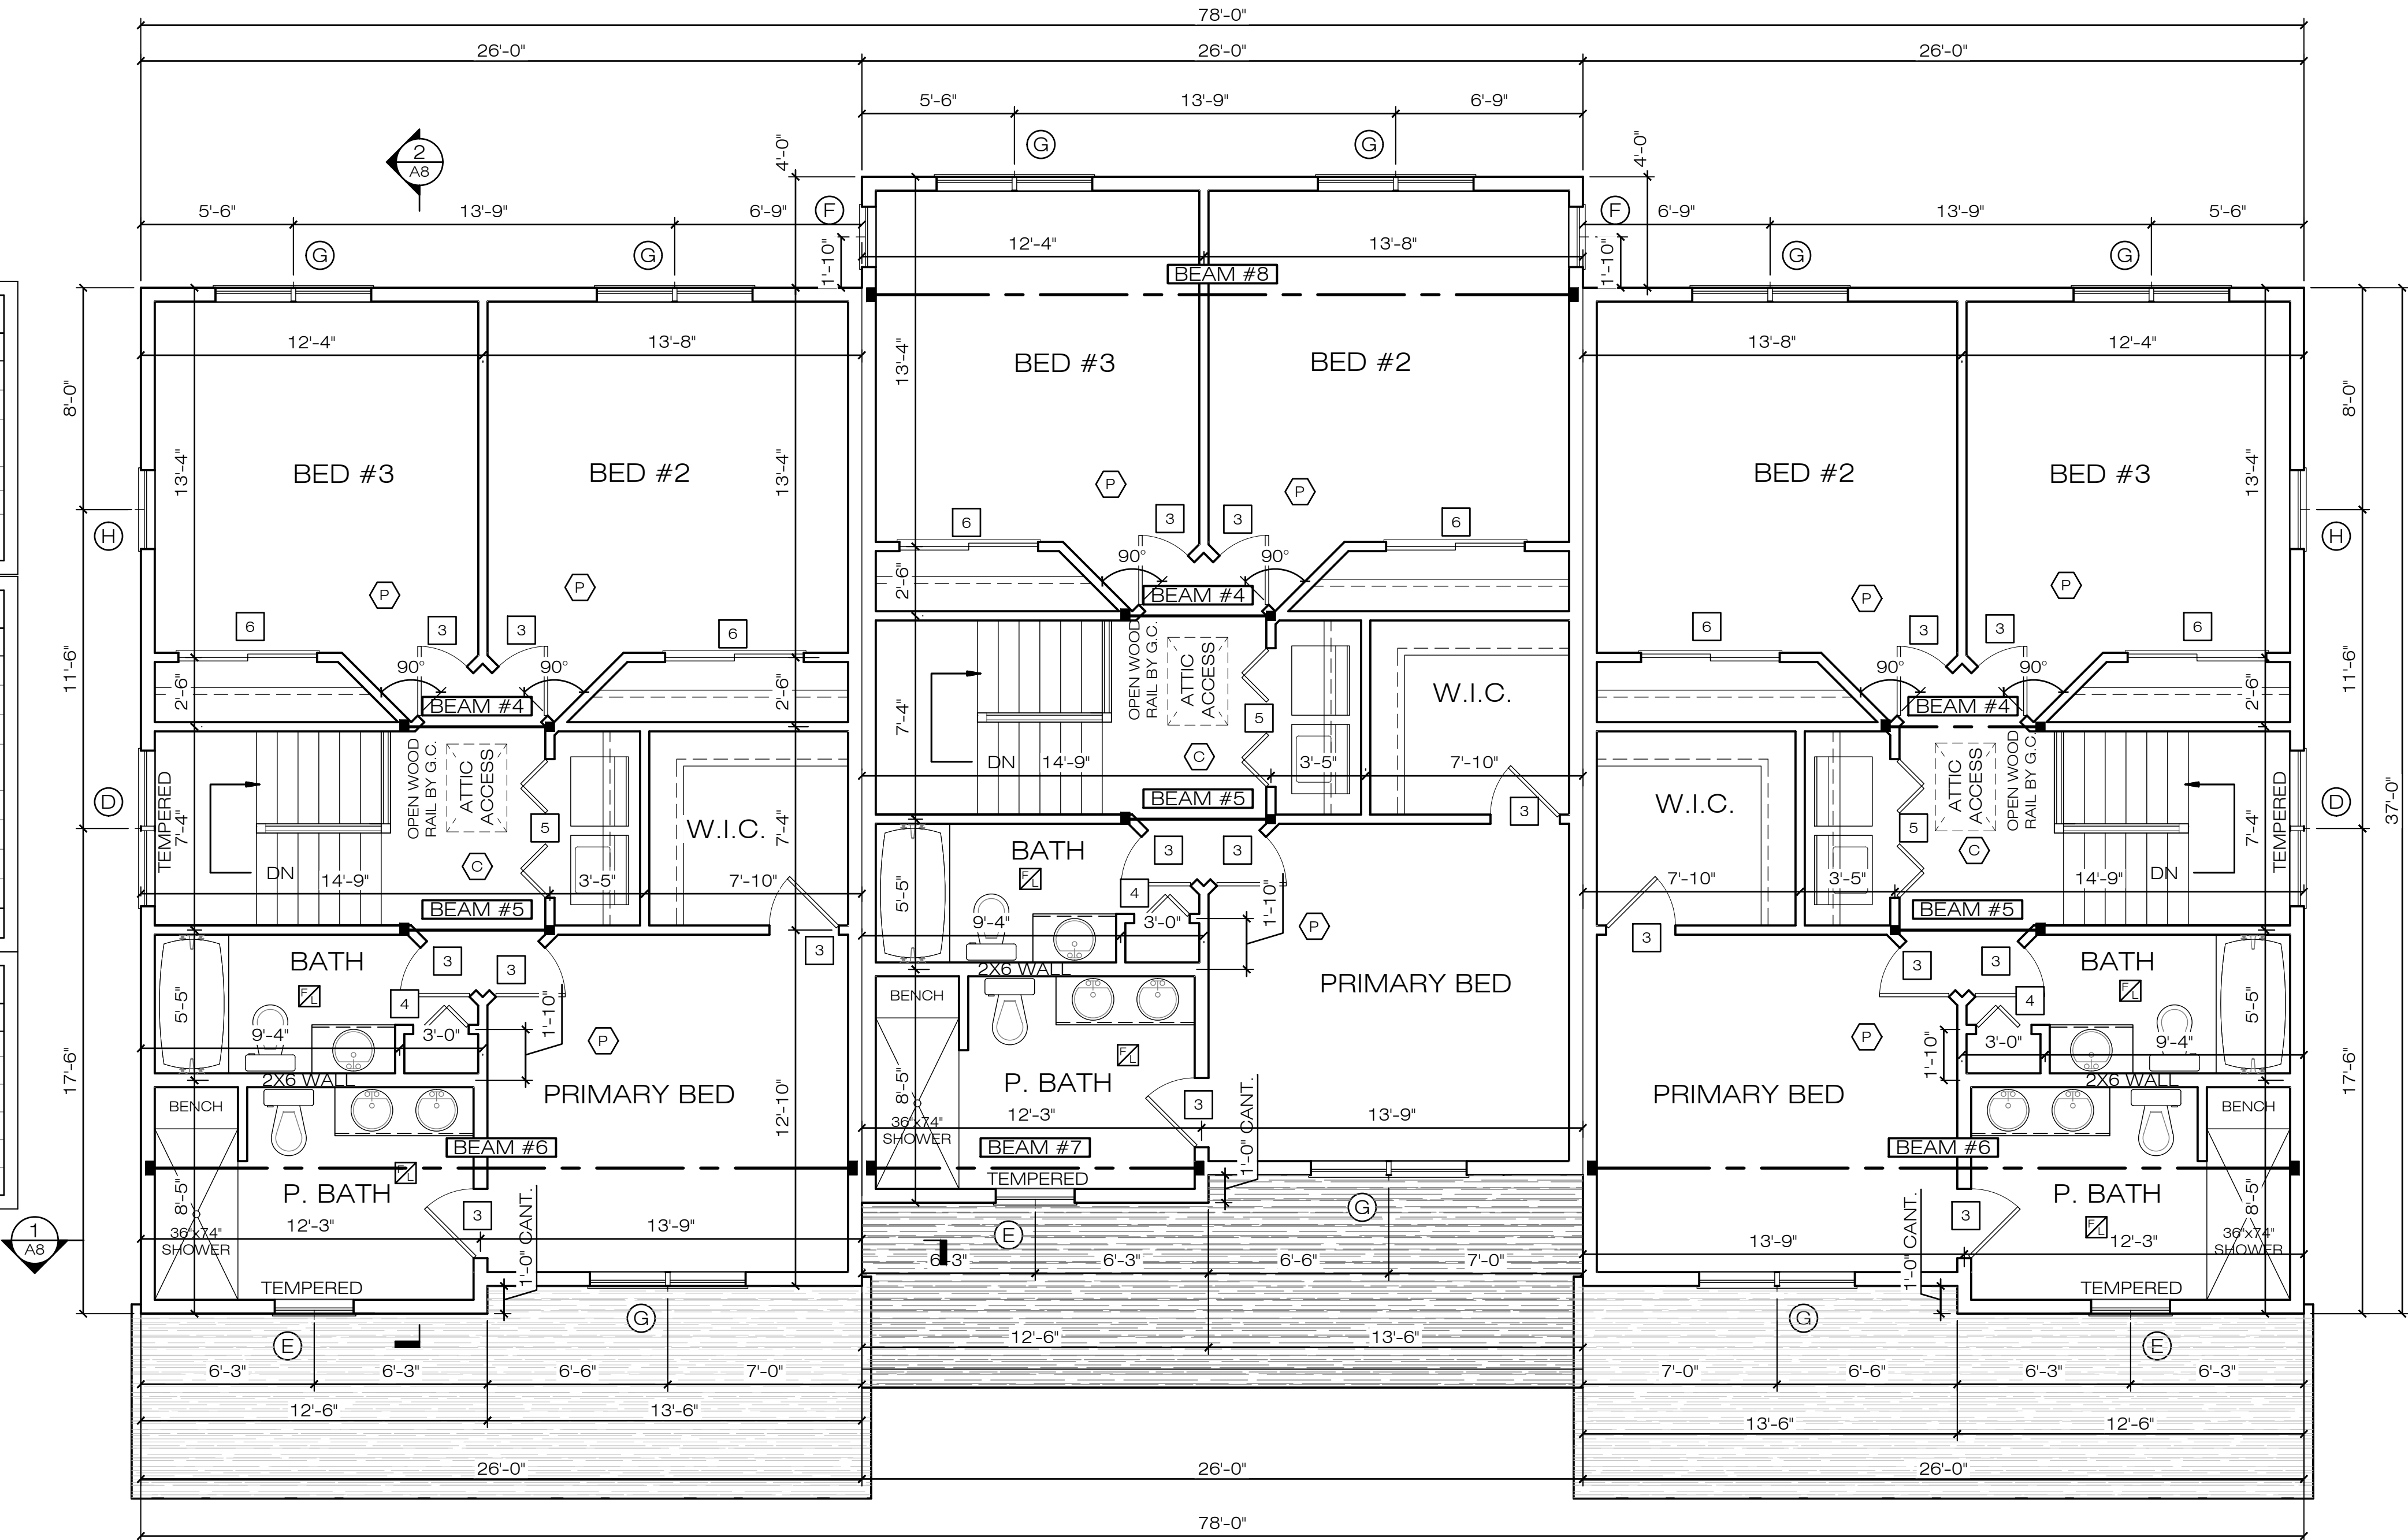 78'-0"
26'-0" 26'-0" 26'-0"
5'-6" 13'-9" 6'-9"
G G
2
A8
4'-0" 4'-0"
5'-6" 13'-9" 6'-9" F F 6'-9" 13'-9" 5'-6"
1'-10" 1'-10"
G G G G
12'-4" 13'-8"
BEAM #8
12'-4" 13'-8" 13'-8" 12'-4"
13'-4"
BED #3 BED #2
8'-0" 8'-0"
13'-4" 13'-4" 13'-4"
BED #3 BED #2 BED #2 BED #3
P P
H H
6 3 3 6
90° 90°
2'-6"
BEAM #4
P P P P
6 3 3 6 6 3 3 6
90° 90° 90° 90°
11'-6" 11'-6"
2'-6" 2'-6" 2'-6"
BEAM #4 BEAM #4
OPEN WOOD
RAIL BY G.C.
ATTIC
ACCESS
W.I.C.
7'-4"
5
C
DN 14'-9" 3'-5" 7'-10"
BEAM #5
3
D D
TEMPERED TEMPERED
7'-4" 7'-4" 7'-4"
OPEN WOOD
RAIL BY G.C.
ATTIC
ACCESS
OPEN WOOD
RAIL BY G.C.
ATTIC
ACCESS
W.I.C. W.I.C.
5 5
C C
DN DN
14'-9" 3'-5" 7'-10" 7'-10" 3'-5" 14'-9"
BEAM #5 BEAM #5
37'-0"
3 3
BATH
F
L
3 3
4
5'-5"
9'-4" 3'-0" 1'-10"
P
2X6 WALL
BENCH
PRIMARY BED
BATH BATH
F
L
F
L
3 3 3 3
4 4
5'-5" 5'-5"
9'-4" 3'-0" 1'-10" 1'-10" 3'-0" 9'-4"
P P
17'-6" 17'-6"
2X6 WALL 2X6 WALL
BENCH BENCH
PRIMARY BED PRIMARY BED
F
L
P. BATH
8'-5"
36"x74"
SHOWER
12'-3" 13'-9"
3
BEAM #7
TEMPERED
1'-0" CANT.
12'-10"
BEAM #6 BEAM #6
F
L
P. BATH P. BATH
F
L
8'-5" 8'-5"
36"x74"
SHOWER
36"x74"
SHOWER
12'-3" 13'-9" 13'-9" 12'-3"
3 3
1'-0" CANT. 1'-0" CANT.
TEMPERED TEMPERED
E G
6'-3" 6'-3" 6'-6" 7'-0"
12'-6" 13'-6"
1
A8
E G G E
6'-3" 6'-3" 6'-6" 7'-0" 7'-0" 6'-6" 6'-3" 6'-3"
12'-6" 13'-6" 13'-6" 12'-6"
26'-0" 26'-0" 26'-0"
78'-0"